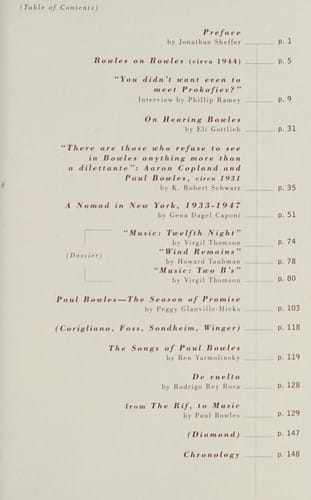 (Table of Contents)
Preface
by Jonathan Sheffer p. 1
Bowles on Bowles (circa 1944) p. 5
"You didn't want even to
meet Prokofiev?"
Interview by Phillip Ramey p. 9
On Hearing Bowles
by Eli Gottlieb p. 31
"There are those who refuse to see
in Bowles anything more than
a dilettante": Aaron Copland and
Paul Bowles, circa 1931
by K. Robert Schwarz p. 35
A Nomad in New York, 1933-1947
by Gena Dagel Caponi p. 51
"Music: Twelfth Night"
by Virgil Thomson p. 74
(Dossier) "Wind Remains"
by Howard Taubman p. 78
"Music: Two B's"
by Virgil Thomson p. 80
Paul Bowles—The Season of Promise
by Peggy Glanville-Hicks p. 103
(Corigliano, Foss, Sondheim, Winger) p. 118
The Songs of Paul Bowles
by Ben Yarmolinsky p. 119
De vuelta
by Rodrigo Rey Rosa p. 128
from The Rif, to Music
by Paul Bowles p. 129
(Diamond) p. 147
Chronology p. 148